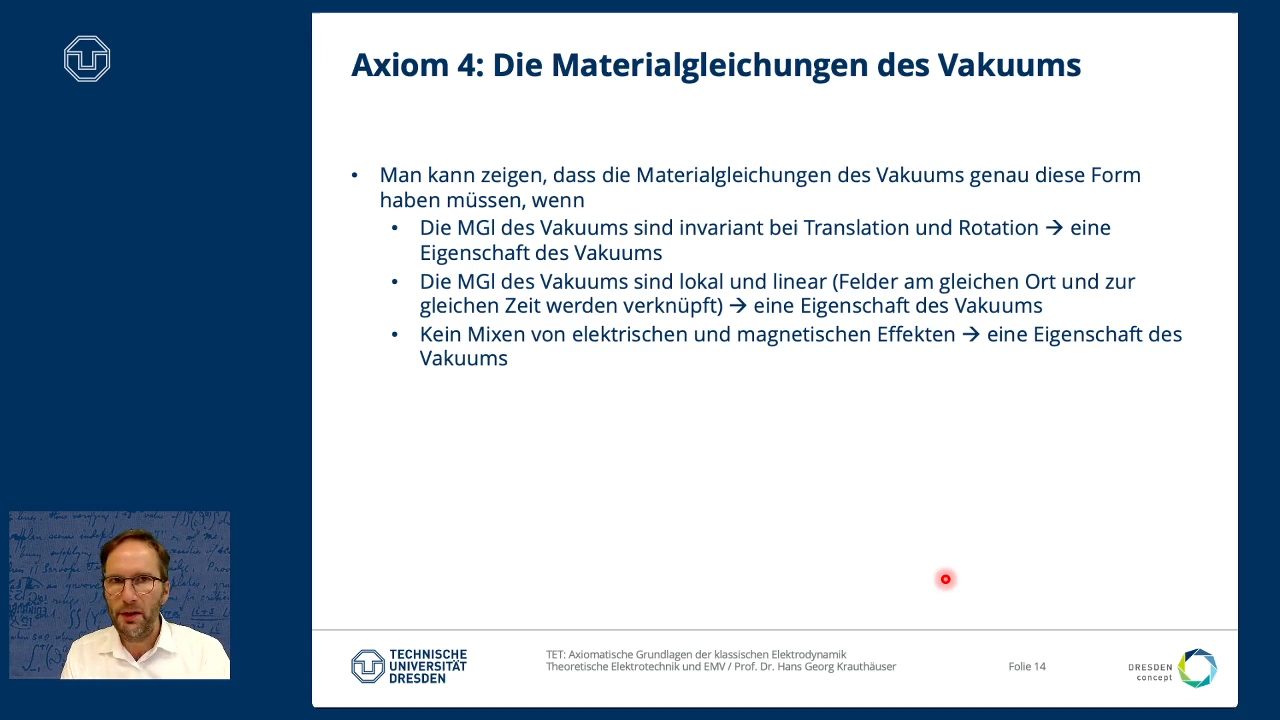 Axiom 4: Die Materialgleichungen des Vakuums
• Man kann zeigen, dass die Materialgleichungen des Vakuums genau diese Form
haben müssen, wenn
• Die MGl des Vakuums sind invariant bei Translation und Rotation → eine
Eigenschaft des Vakuums
• Die MGl des Vakuums sind lokal und linear (Felder am gleichen Ort und zur
gleichen Zeit werden verknüpft) → eine Eigenschaft des Vakuums
• Kein Mixen von elektrischen und magnetischen Effekten → eine Eigenschaft des
Vakuums
TECHNISCHE
UNIVERSITÄT
DRESDEN
TET: Axiomatische Grundlagen der klassischen Elektrodynamik
Theoretische Elektrotechnik und EMV / Prof. Dr. Hans Georg Krauthäuser
Folie 14
DRESDEN
concept